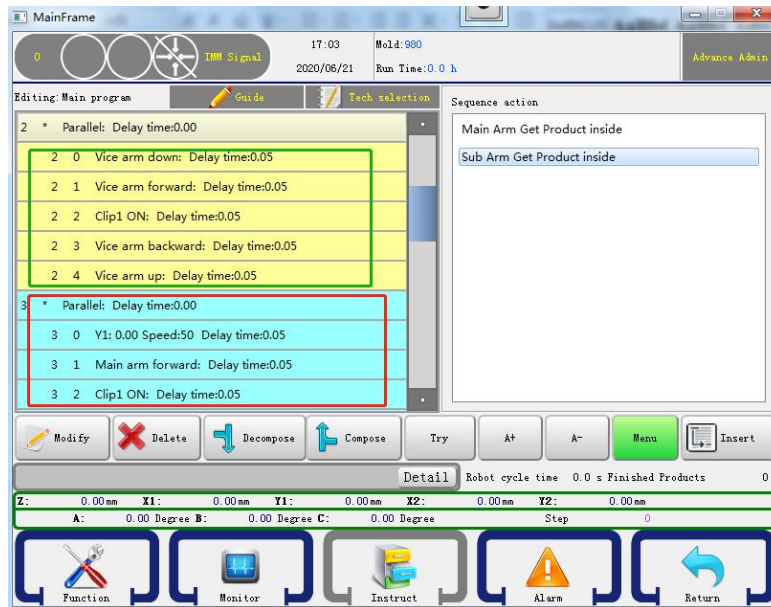 MainFrame
0
IMM Signal
17:03
2020/06/21
Mold:980
Run Time:0.0 h
Advance Admin
Editing:Main program
Guide
Tech selection
Sequence action
2 * Parallel: Delay time:0.00
2 0 Vice arm down: Delay time:0.05
2 1 Vice arm forward: Delay time:0.05
2 2 Clip1 ON: Delay time:0.05
2 3 Vice arm backward: Delay time:0.05
2 4 Vice arm up: Delay time:0.05
3 * Parallel: Delay time:0.00
3 0 Y1: 0.00 Speed:50 Delay time:0.05
3 1 Main arm forward: Delay time:0.05
3 2 Clip1 ON: Delay time:0.05
Main Arm Get Product inside
Sub Arm Get Product inside
Modify Delete Decompose Compose Try A+ A- Menu Insert
Detail Robot cycle time 0.0 s Finished Products 0
Z: 0.00mm X1: 0.00mm Y1: 0.00mm X2: 0.00mm Y2: 0.00mm
A: 0.00 Degree B: 0.00 Degree C: 0.00 Degree Step 0
Function Monitor Instruct Alarm Return